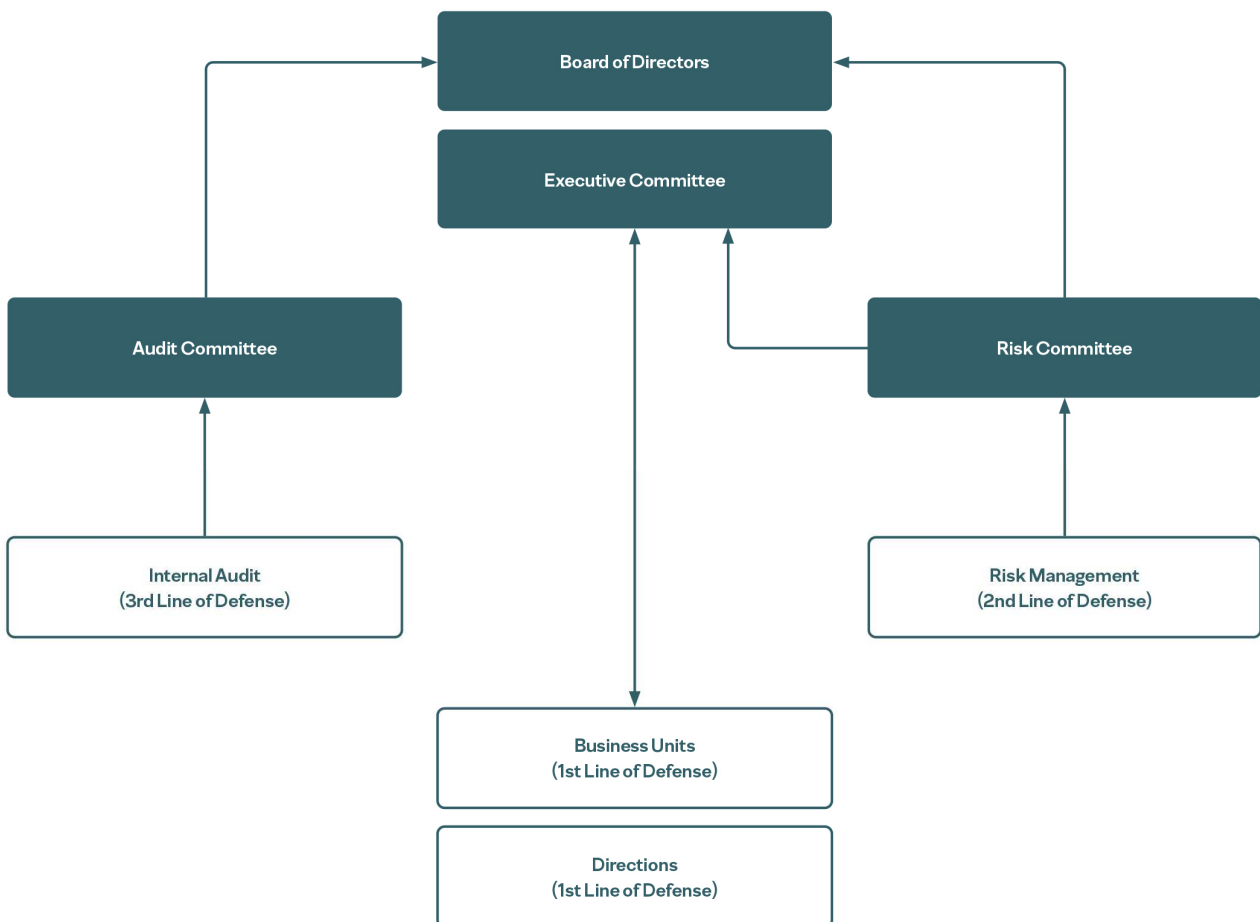 Board of Directors
Executive Committee
Audit Committee
Risk Committee
Internal Audit
(3rd Line of Defense)
Risk Management
(2nd Line of Defense)
Business Units
(1st Line of Defense)
Directions
(1st Line of Defense)